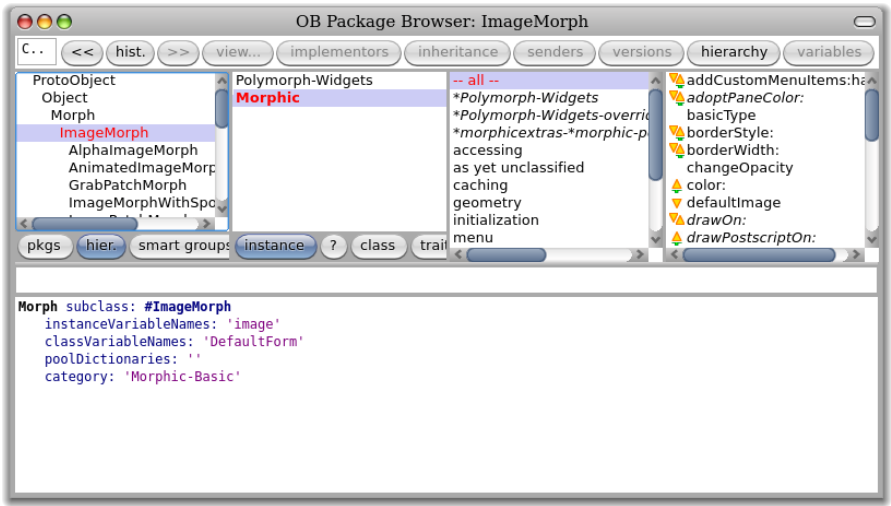 OB Package Browser: ImageMorph
C.. << hist. >> view... implementors inheritance senders versions hierarchy variables
ProtoObject
Object
Morph
ImageMorph
AlphaImageMorph
AnimatedImageMorp
GrabPatchMorph
ImageMorphWithSpo
Polymorph-Widgets
Morphic
-- all --
*Polymorph-Widgets
*Polymorph-Widgets-overrid
*morphicextras-*morphic-p
accessing
as yet unclassified
caching
geometry
initialization
menu
addCustomMenuItems:ha
adoptPaneColor:
basicType
borderStyle:
borderWidth:
changeOpacity
color:
defaultImage
drawOn:
drawPostscriptOn:
pkgs hier. smart groups instance ? class trait
Morph subclass: #ImageMorph
instanceVariableNames: 'image'
classVariableNames: 'DefaultForm'
poolDictionaries: ''
category: 'Morphic-Basic'